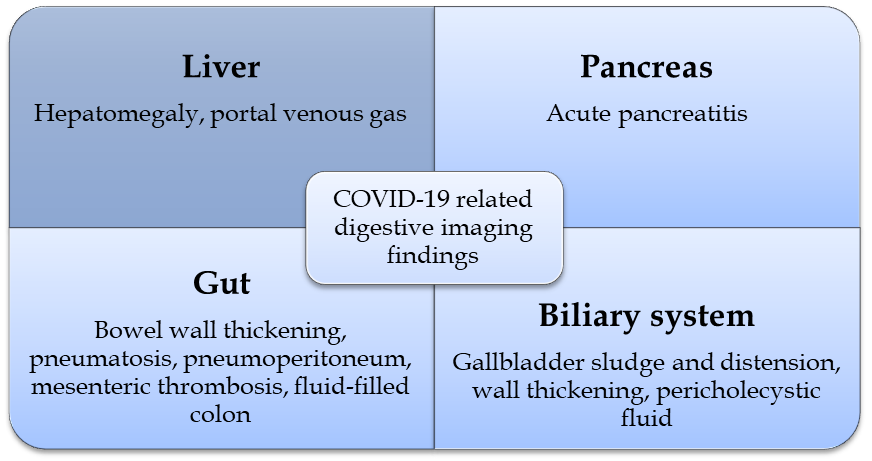 Liver
Hepatomegaly, portal venous gas
Pancreas
Acute pancreatitis
COVID-19 related
digestive imaging
findings
Gut
Bowel wall thickening,
pneumatosis, pneumoperitoneum,
mesenteric thrombosis, fluid-filled
colon
Biliary system
Gallbladder sludge and distension,
wall thickening, pericholecystic
fluid